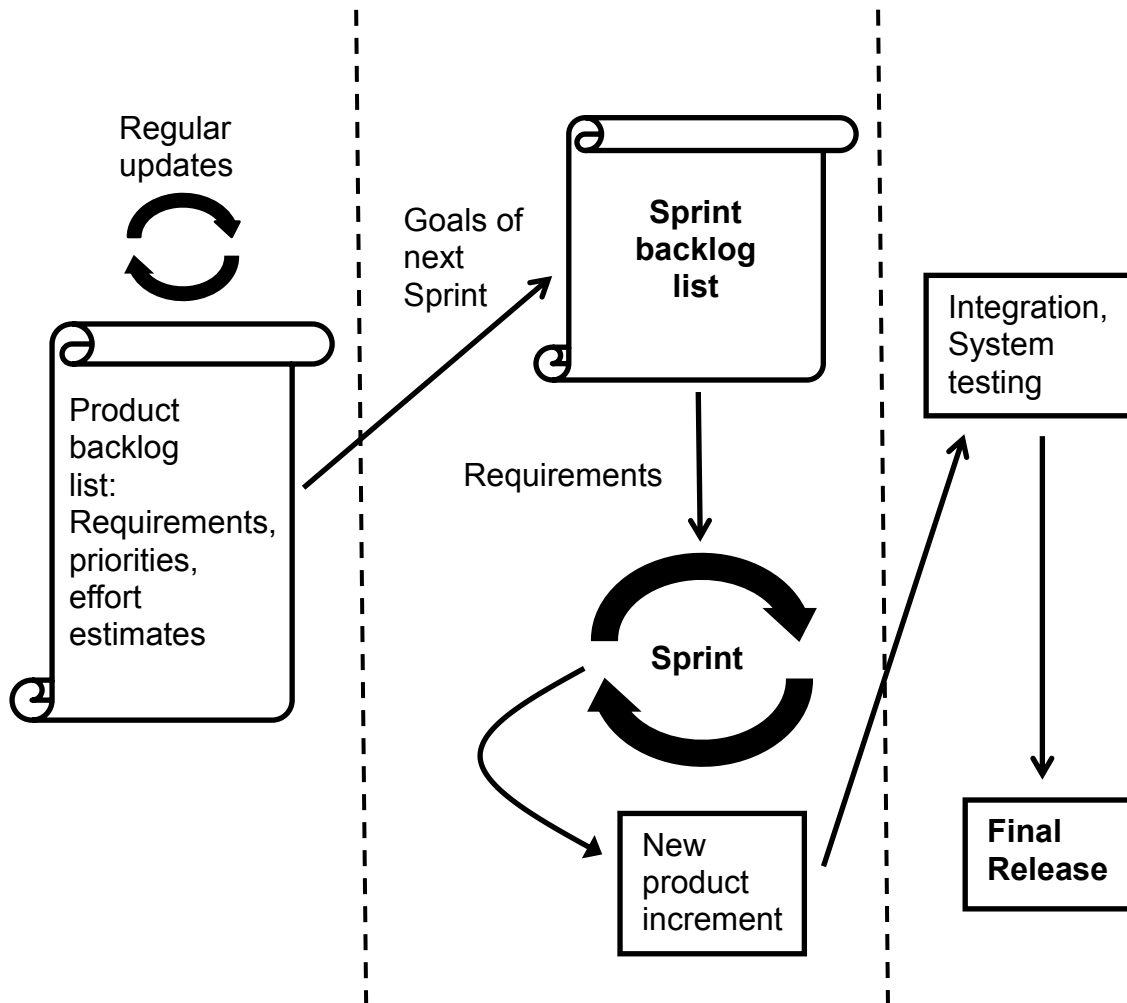 Regular
updates
Product
backlog
list:
Requirements,
priorities,
effort
estimates
Goals of
next
Sprint
Sprint
backlog
list
Requirements
Sprint
New
product
increment
Integration,
System
testing
Final
Release